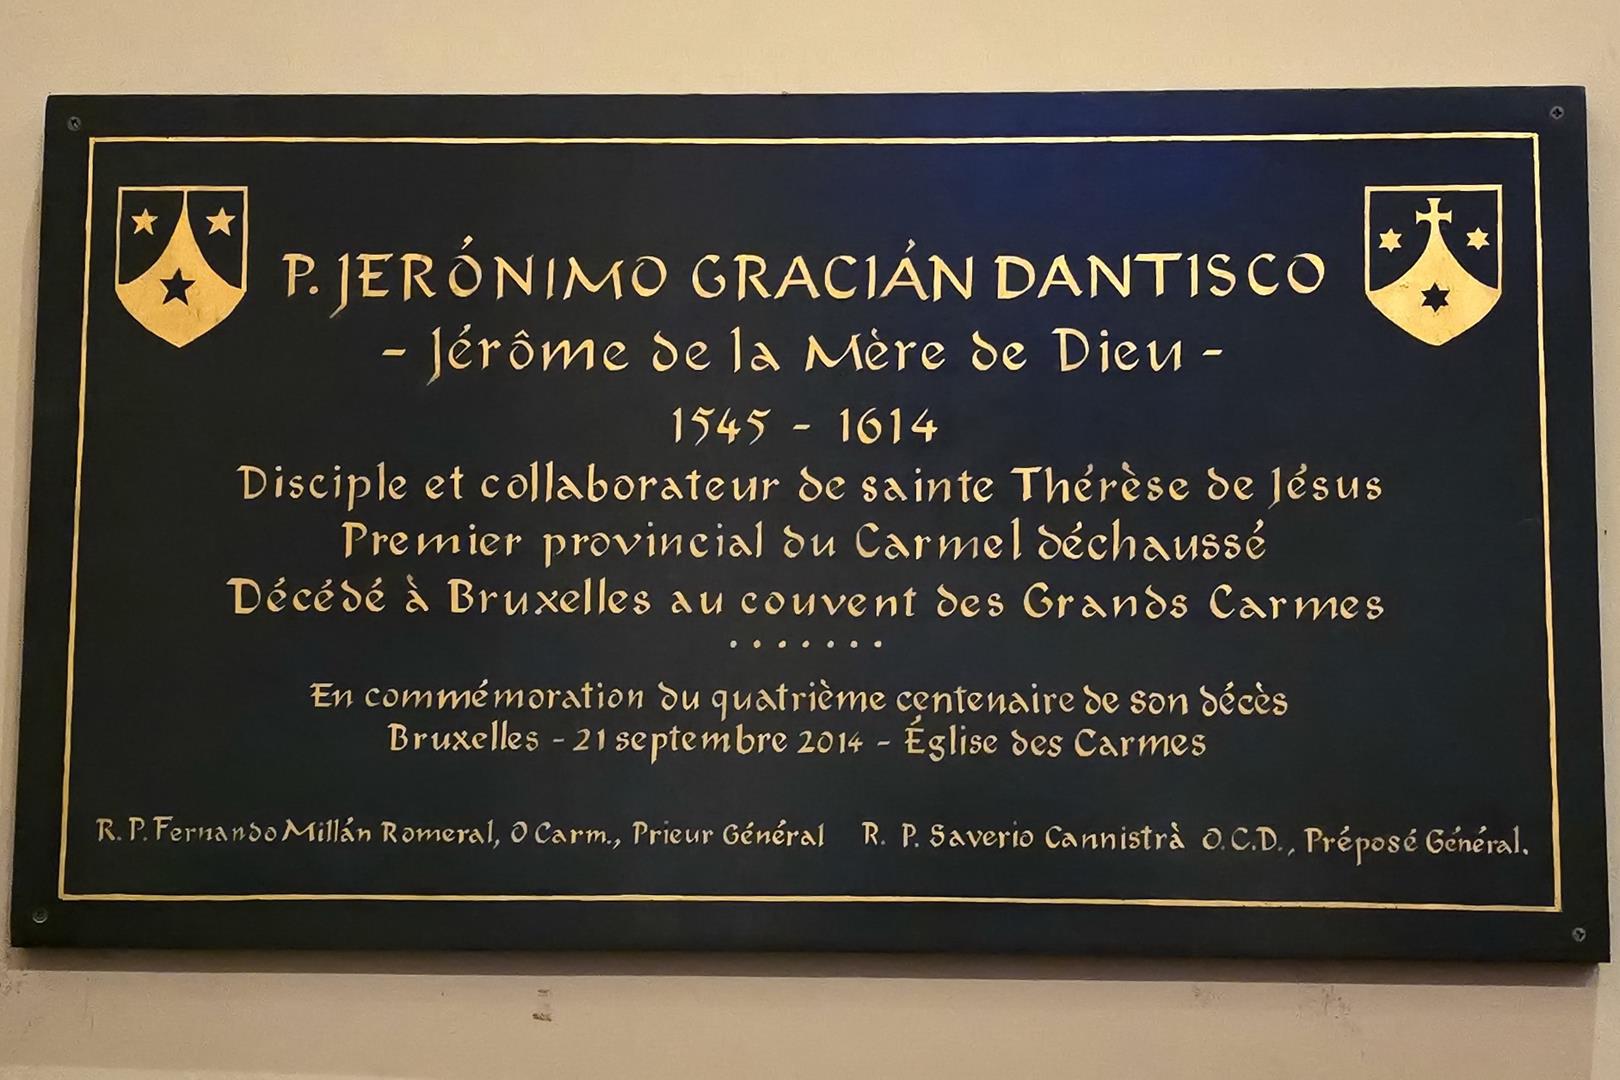 P. JERÓNIMO GRACIÁN DANTISCO
- Jérôme de la Mère de Dieu -
1545 - 1614
Disciple et collaborateur de sainte Thérèse de Jésus
Premier provincial du Carmel déchaussé
Décédé à Bruxelles au couvent des Grands Carmes
.......
En commémoration du quatrième centenaire de son décès
Bruxelles - 21 septembre 2014 - Église des Carmes
R. P. Fernando Millán Romeral, O Carm., Prieur Général R. P. Saverio Cannistrà O.C.D., Préposé Général.